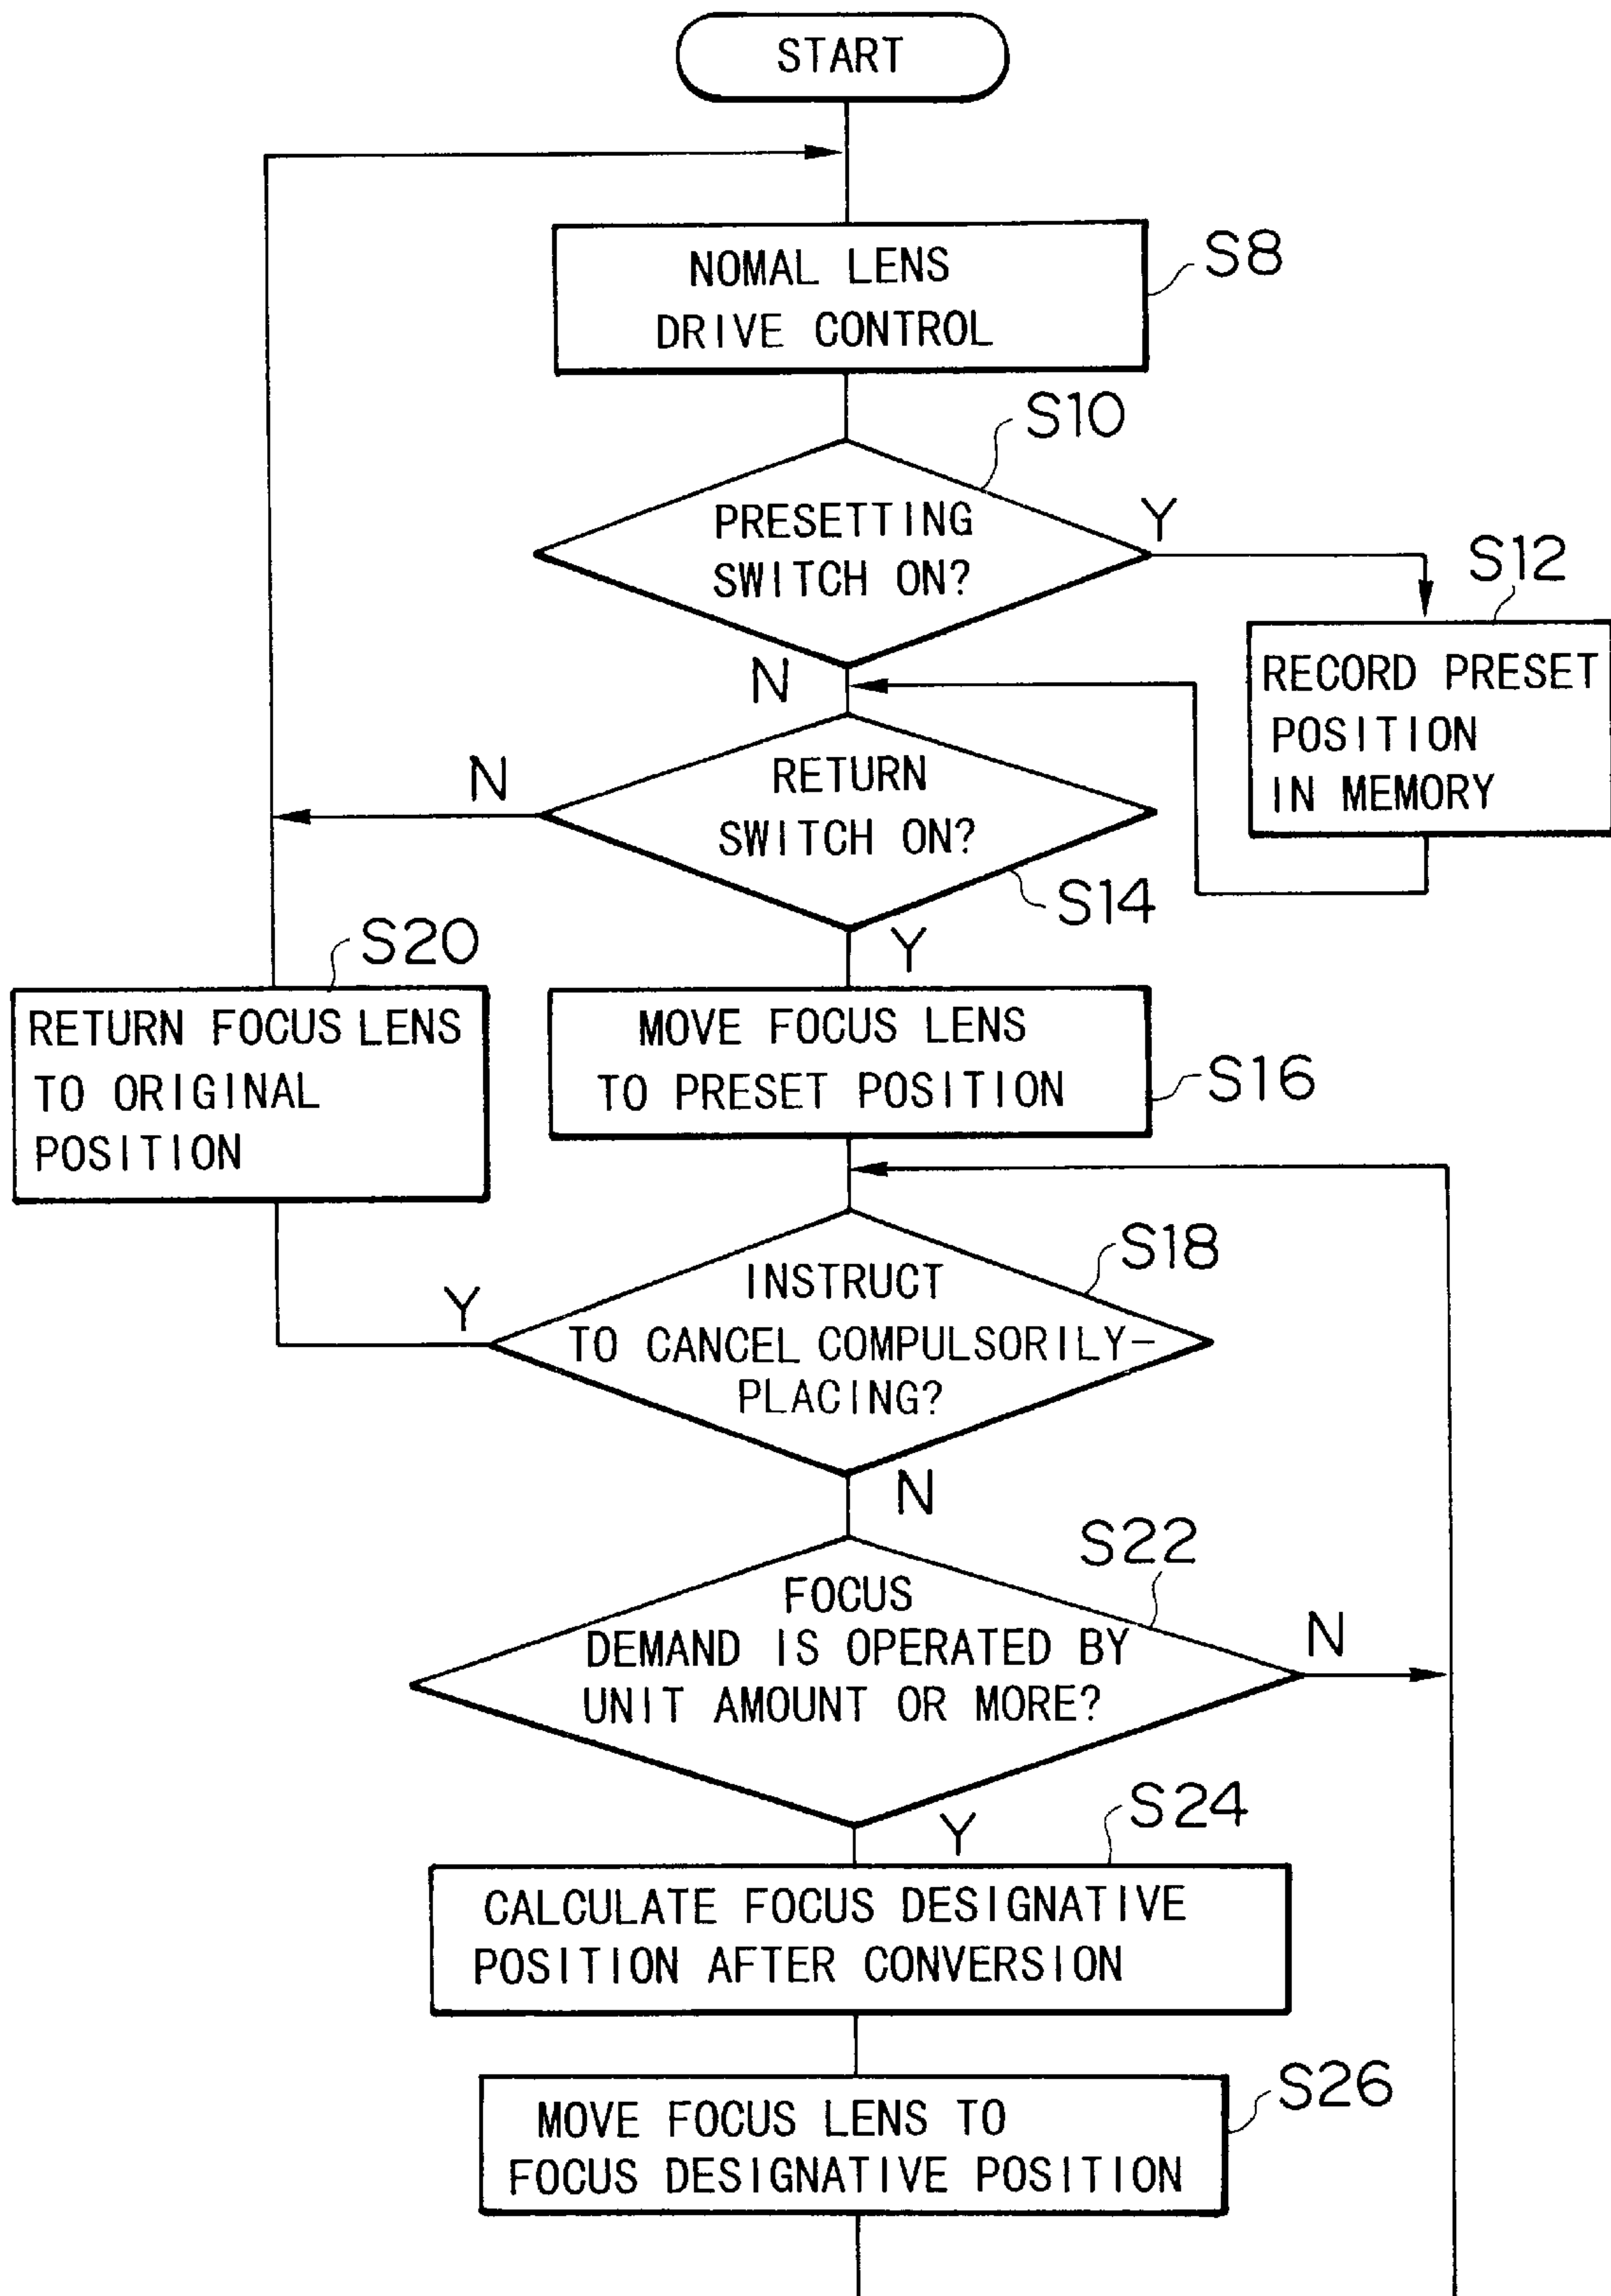 START
NOMAL LENS
DRIVE CONTROL
S8
S10
PRESETTING
SWITCH ON?
Y
S12
N
RECORD PRESET
POSITION
IN MEMORY
RETURN
SWITCH ON?
N
S14
Y
S20
RETURN FOCUS LENS
TO ORIGINAL
POSITION
MOVE FOCUS LENS
TO PRESET POSITION
S16
S18
INSTRUCT
TO CANCEL COMPULSORILY-
PLACING?
Y
N
S22
FOCUS
DEMAND IS OPERATED BY
UNIT AMOUNT OR MORE?
N
Y
S24
CALCULATE FOCUS DESIGNATIVE
POSITION AFTER CONVERSION
S26
MOVE FOCUS LENS TO
FOCUS DESIGNATIVE POSITION